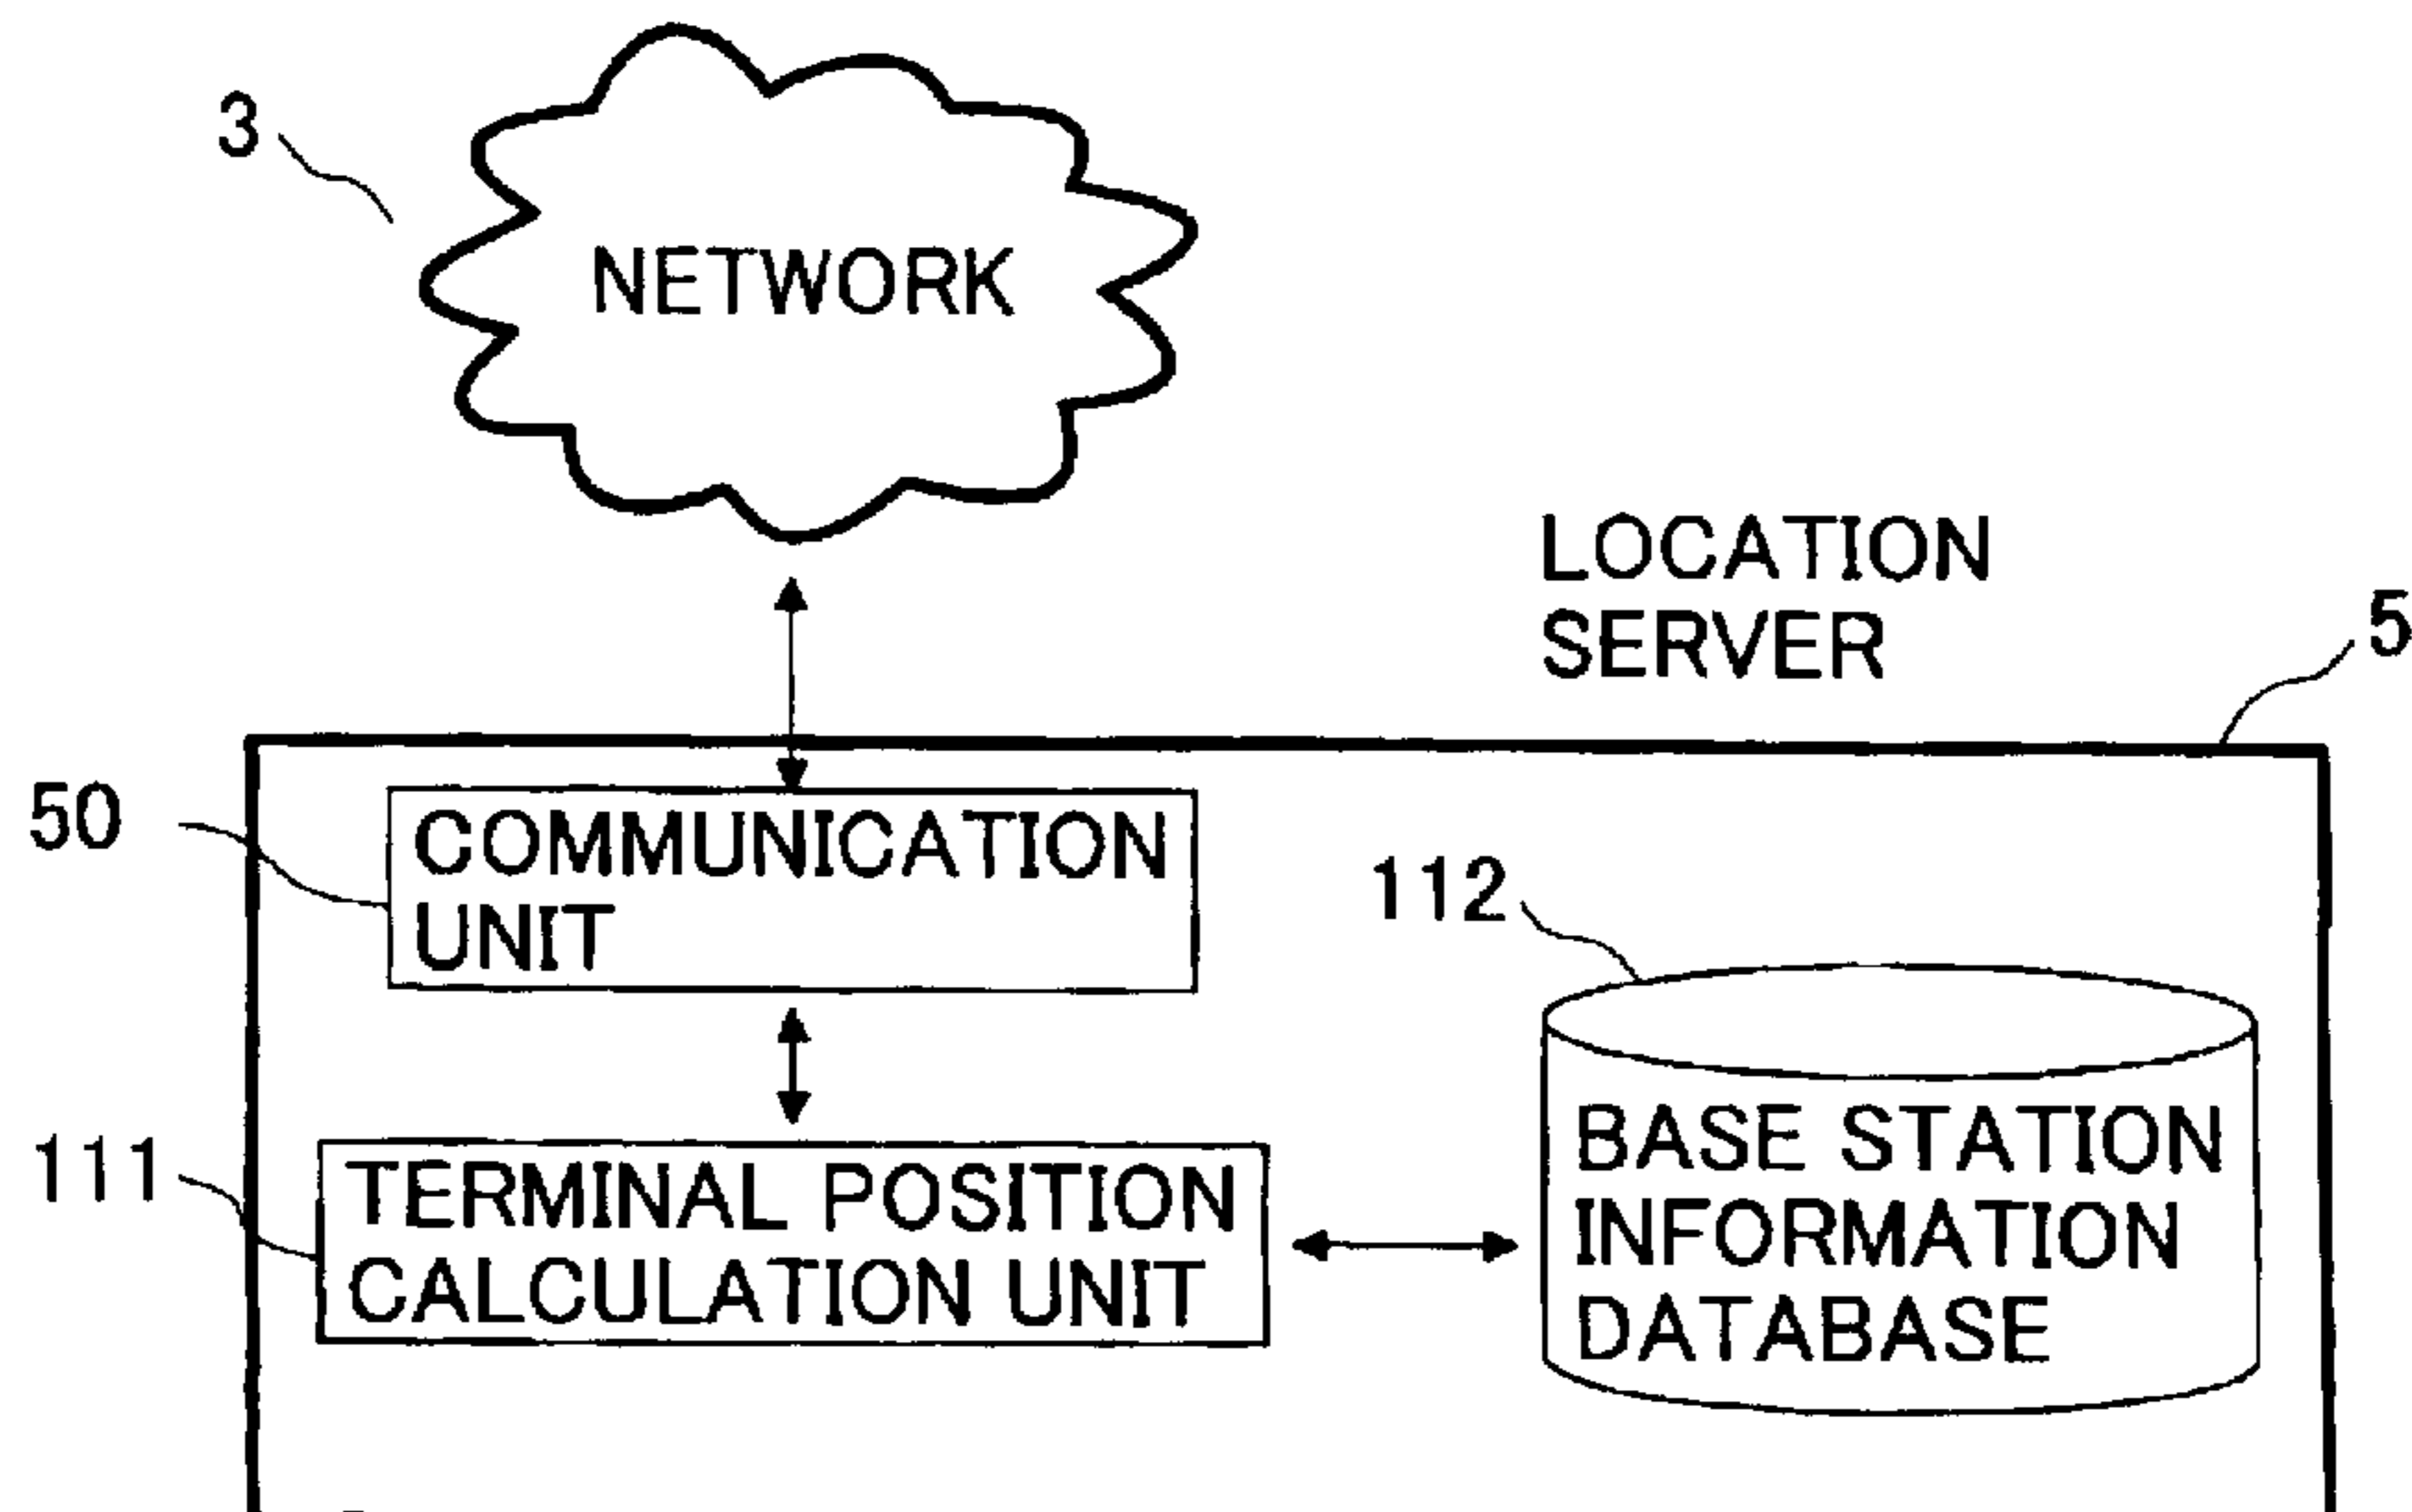 3
NETWORK
LOCATION
SERVER
5
50
COMMUNICATION
UNIT
112
111
TERMINAL POSITION
CALCULATION UNIT
BASE STATION
INFORMATION
DATABASE